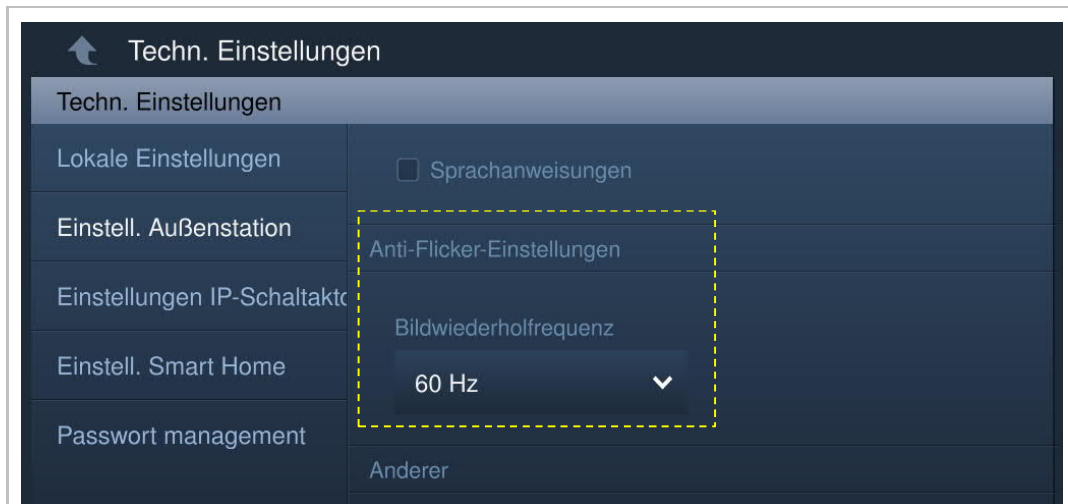 Techn. Einstellungen
Techn. Einstellungen
Lokale Einstellungen
Sprachanweisungen
Einstell. Außenstation
Anti-Flicker-Einstellungen
Einstellungen IP-Schaltakto
Bildwiederholfrequenz
Einstell. Smart Home
60 Hz
Passwort management
Anderer